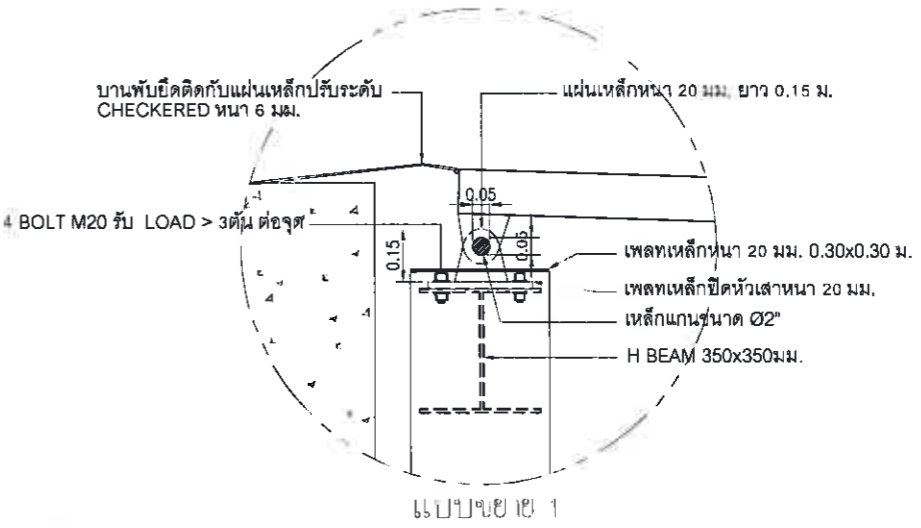 บานพับยึดติดกับแผ่นเหล็กปรับระดับ
CHECKERED หนา 6 มม.
แผ่นเหล็กหนา 20 มม. ยาว 0.15 ม.
0.05
4 BOLT M20 รับ LOAD > 3ตัน ต่อจุด
0.15
0.05
เพลทเหล็กหนา 20 มม. 0.30x0.30 ม.
เพลทเหล็กปิดหัวเสาหนา 20 มม.
เหล็กแกนขนาด Ø2"
H BEAM 350x350มม.
แบบขยาย 1